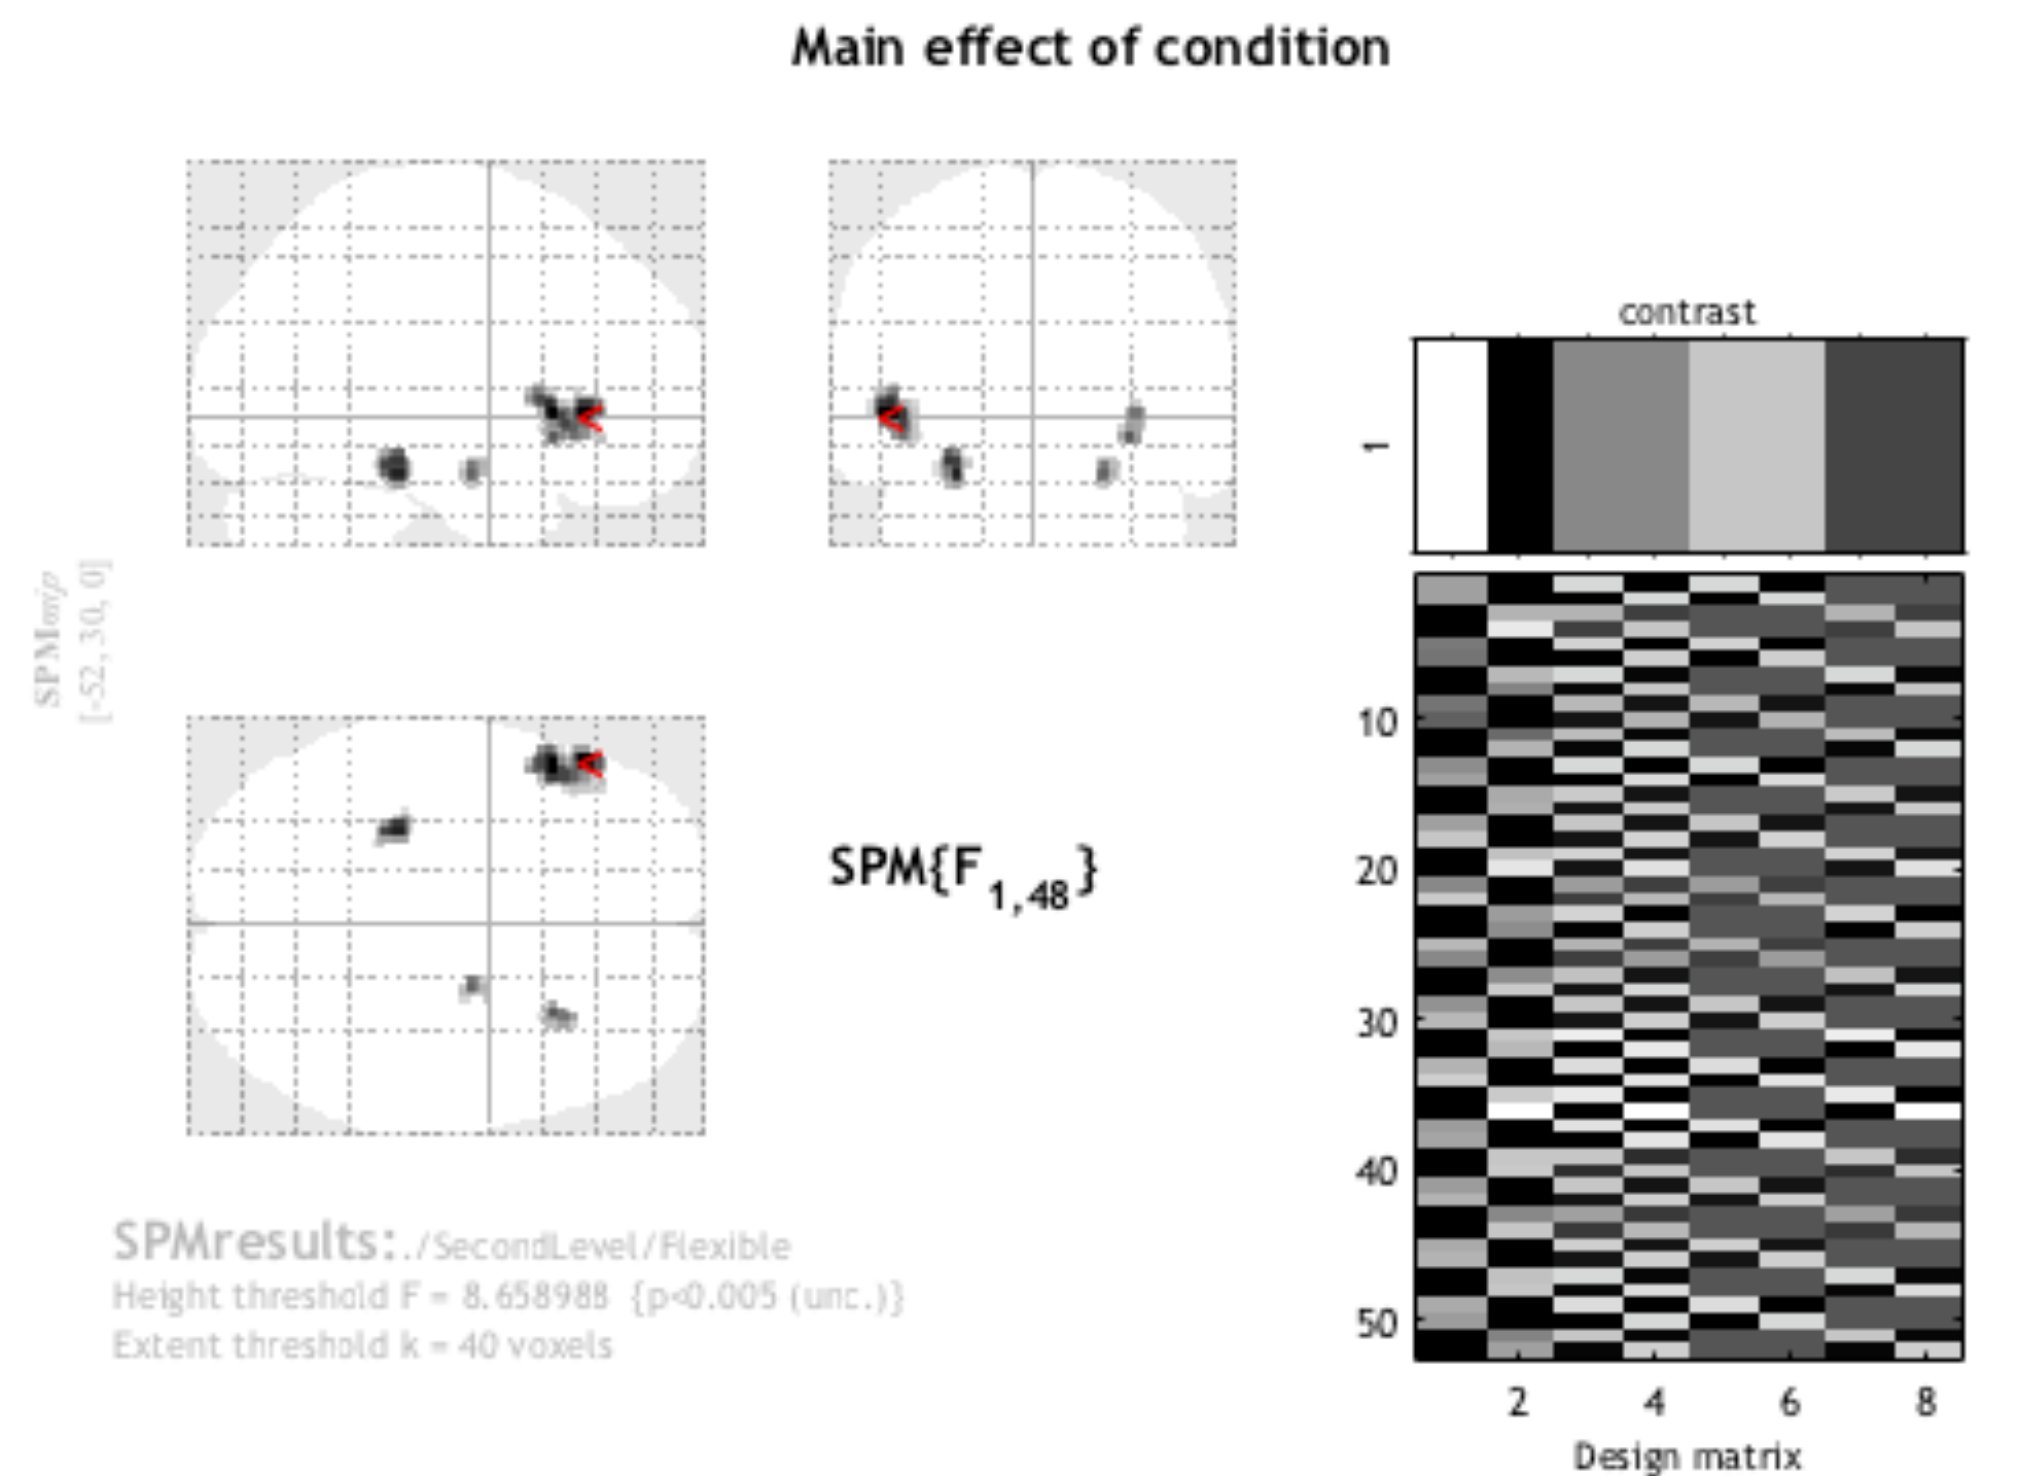 Main effect of condition
SPMmip
[-52, 30, 0]
SPM{F1,48}
SPMresults:./SecondLevel/Flexible
Height threshold F = 8.658988 {p<0.005 (unc.)}
Extent threshold k = 40 voxels
contrast
1
10
20
30
40
50
2 4 6 8
Design matrix